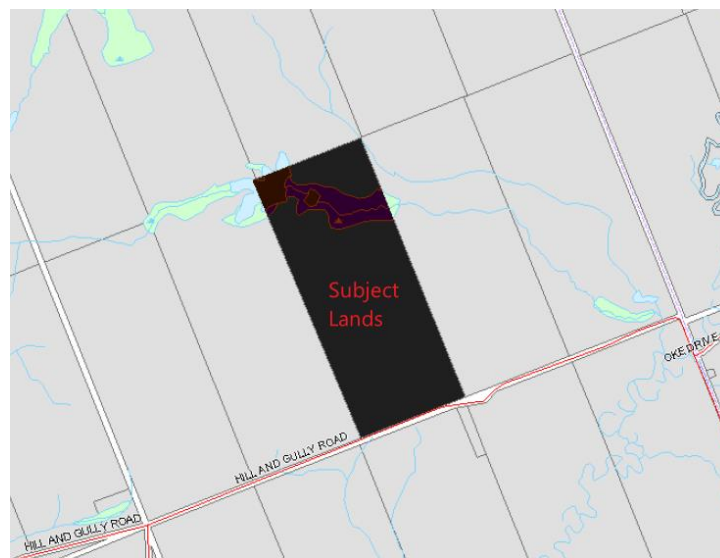 Subject
Lands
OKE DRIVE
HILL AND GULLY ROAD
HILL AND GULLY ROAD